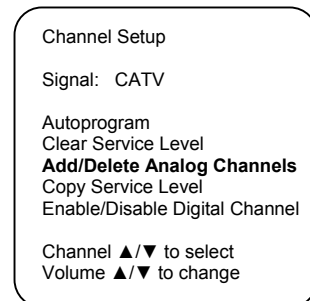 Channel Setup
Signal: CATV
Autoprogram
Clear Service Level
Add/Delete Analog Channels
Copy Service Level
Enable/Disable Digital Channel
Channel ▲/▼ to select
Volume ▲/▼ to change